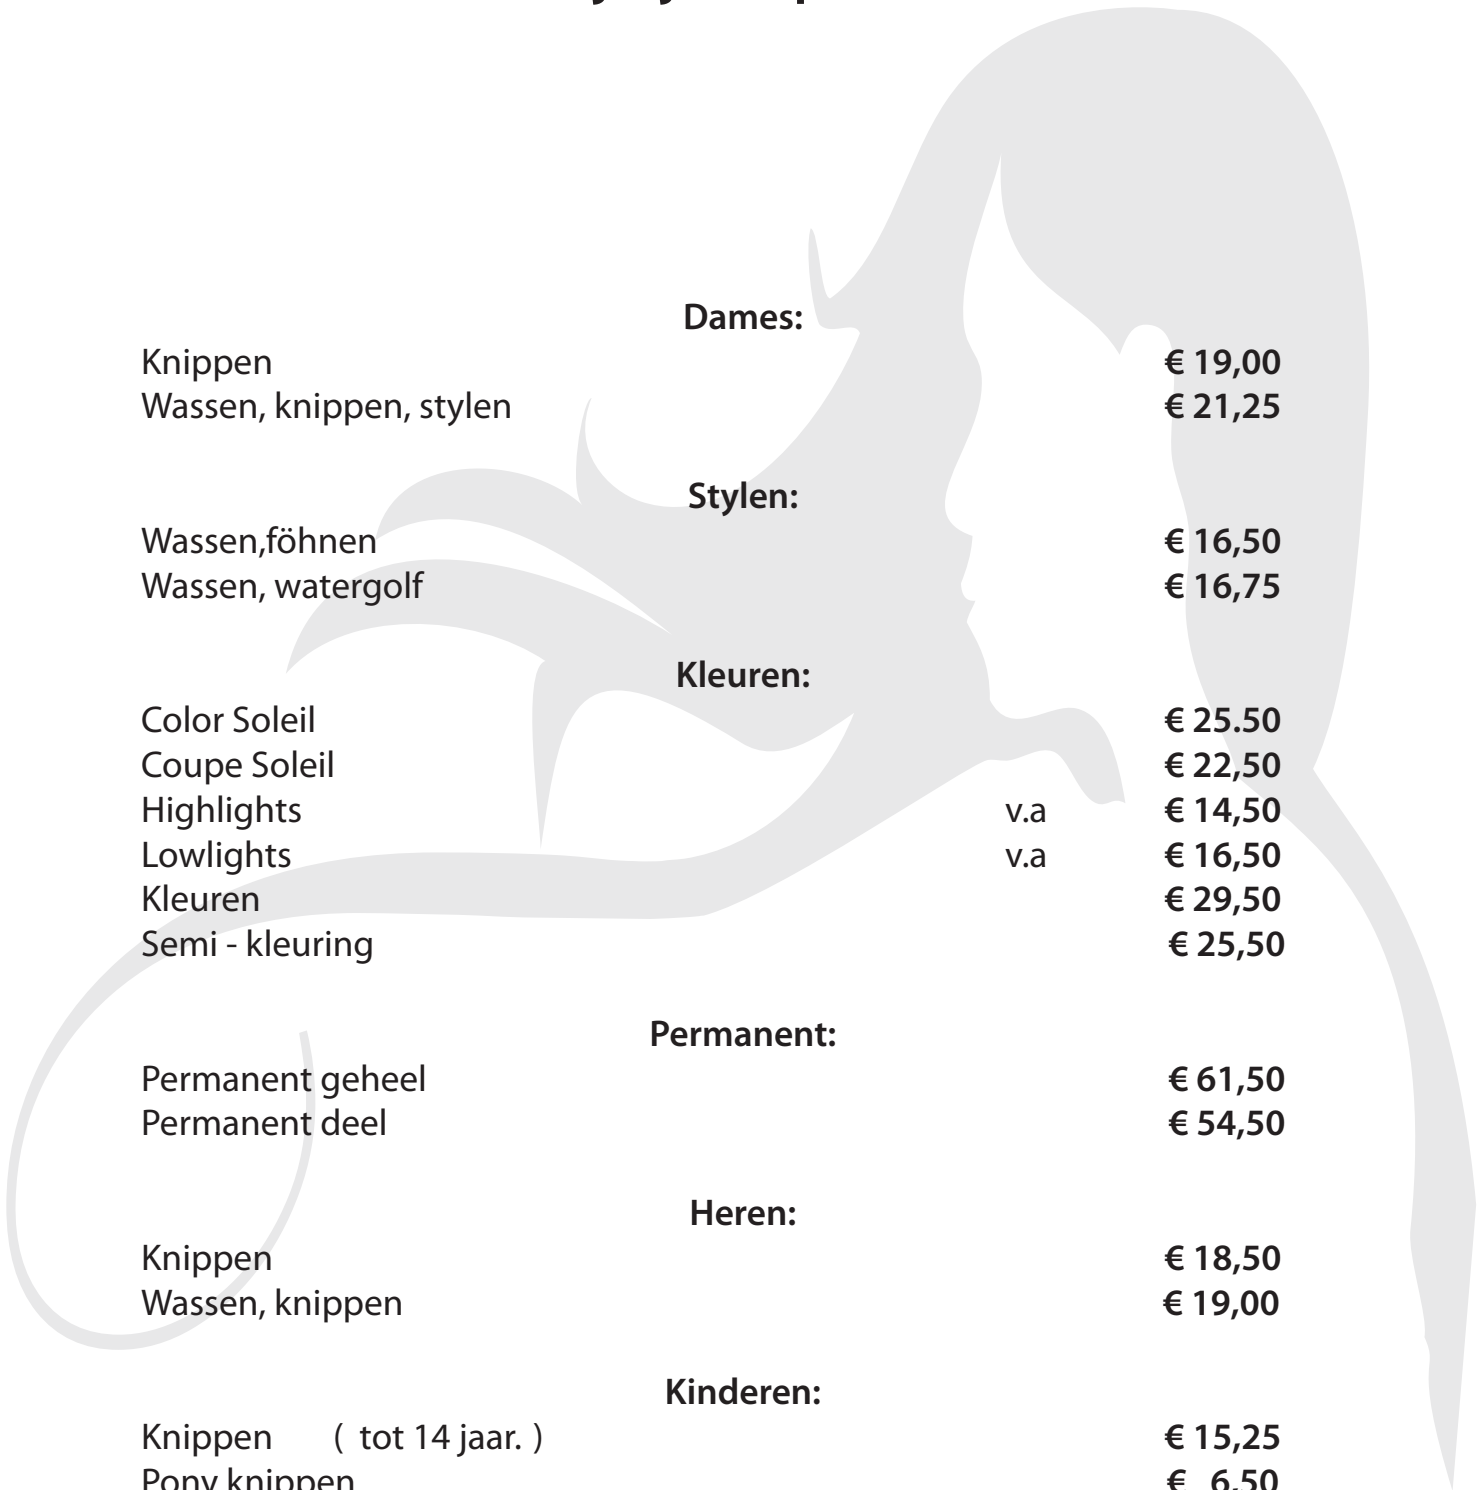 Dames:
Knippen € 19,00
Wassen, knippen, stylen € 21,25
Stylen:
Wassen,föhnen € 16,50
Wassen, watergolf € 16,75
Kleuren:
Color Soleil € 25.50
Coupe Soleil € 22,50
Highlights v.a € 14,50
Lowlights v.a € 16,50
Kleuren € 29,50
Semi - kleuring € 25,50
Permanent:
Permanent geheel € 61,50
Permanent deel € 54,50
Heren:
Knippen € 18,50
Wassen, knippen € 19,00
Kinderen:
Knippen ( tot 14 jaar. ) € 15,25
Pony knippen € 6,50